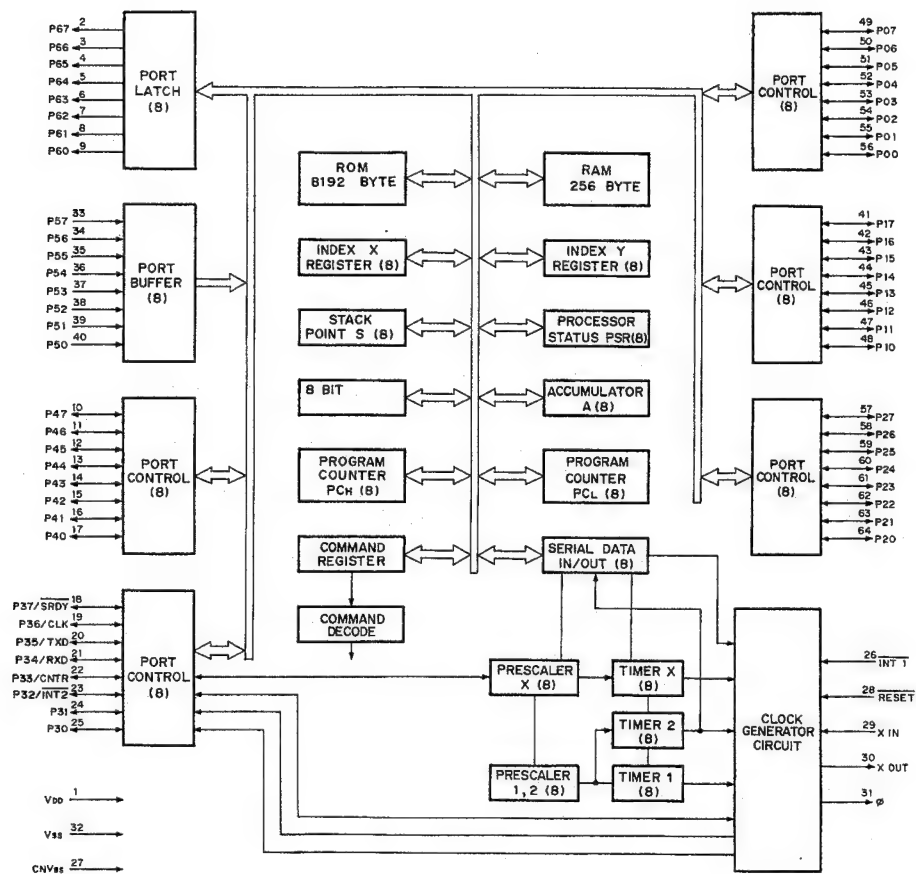 P67 2
P66 3
P65 4
P64 5
P63 6
P62 7
P61 8
P60 9
PORT
LATCH
(8)
P57 33
P56 34
P55 35
P54 36
P53 37
P52 38
P51 39
P50 40
PORT
BUFFER
(8)
P47 10
P46 11
P45 12
P44 13
P43 14
P42 15
P41 16
P40 17
PORT
CONTROL
(8)
P37/SRDY 18
P36/CLK 19
P35/TXD 20
P34/RXD 21
P33/CNTR 22
P32/INT2 23
P31 24
P30 25
PORT
CONTROL
(8)
VDD 1
VSS 32
CNVSS 27
ROM
8192 BYTE
RAM
256 BYTE
INDEX X
REGISTER (8)
INDEX Y
REGISTER (8)
STACK
POINT S (8)
PROCESSOR
STATUS PSR(8)
8 BIT
ACCUMULATOR
A (8)
PROGRAM
COUNTER
PCH (8)
PROGRAM
COUNTER
PCL (8)
COMMAND
REGISTER
SERIAL DATA
IN/OUT (8)
COMMAND
DECODE
PRESCALER
X (8)
TIMER X
(8)
TIMER 2
(8)
PRESCALER
1,2 (8)
TIMER 1
(8)
PORT
CONTROL
(8)
49 P07
50 P06
51 P05
52 P04
53 P03
54 P02
55 P01
56 P00
PORT
CONTROL
(8)
41 P17
42 P16
43 P15
44 P14
45 P13
46 P12
47 P11
48 P10
PORT
CONTROL
(8)
57 P27
58 P26
59 P25
60 P24
61 P23
62 P22
63 P21
64 P20
CLOCK
GENERATOR
CIRCUIT
26 INT 1
28 RESET
29 X IN
30 X OUT
31 ø